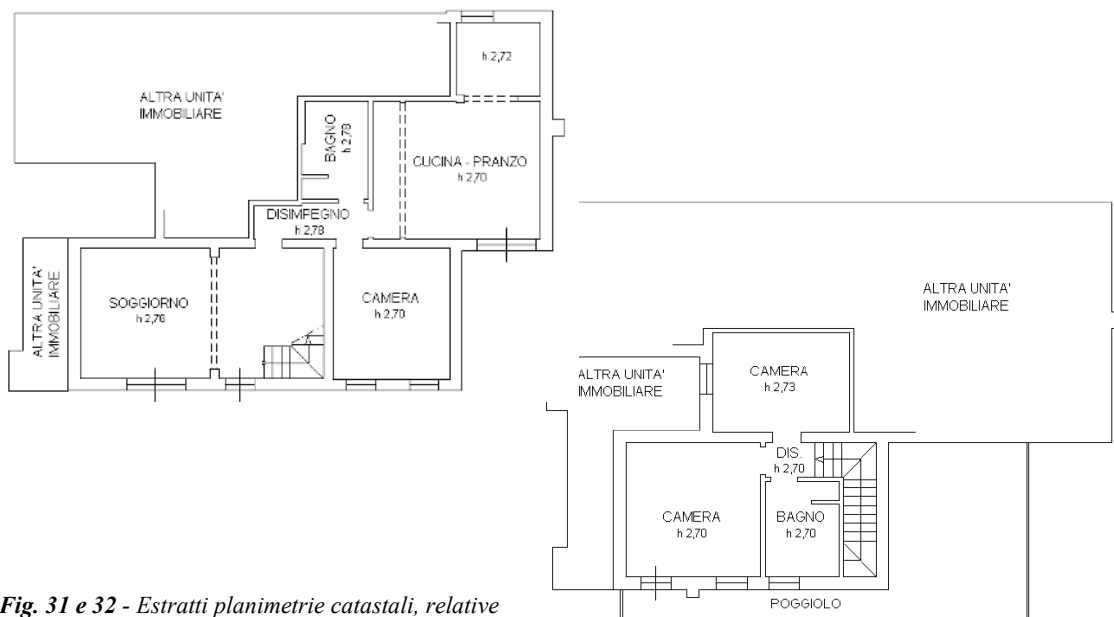 h 2,72
ALTRA UNITA'
IMMOBILIARE
BAGNO
h 2,78
CUCINA - PRANZO
h 2,70
DISIMPEGNO
h 2,78
ALTRA UNITA'
IMMOBILIARE
SOGGIORNO
h 2,76
CAMERA
h 2,70
ALTRA UNITA'
IMMOBILIARE
ALTRA UNITA'
IMMOBILIARE
CAMERA
h 2,73
DIS.
h 2,70
CAMERA
h 2,70
BAGNO
h 2,70
POGGIOLO
Fig. 31 e 32 - Estratti planimetrie catastali, relative